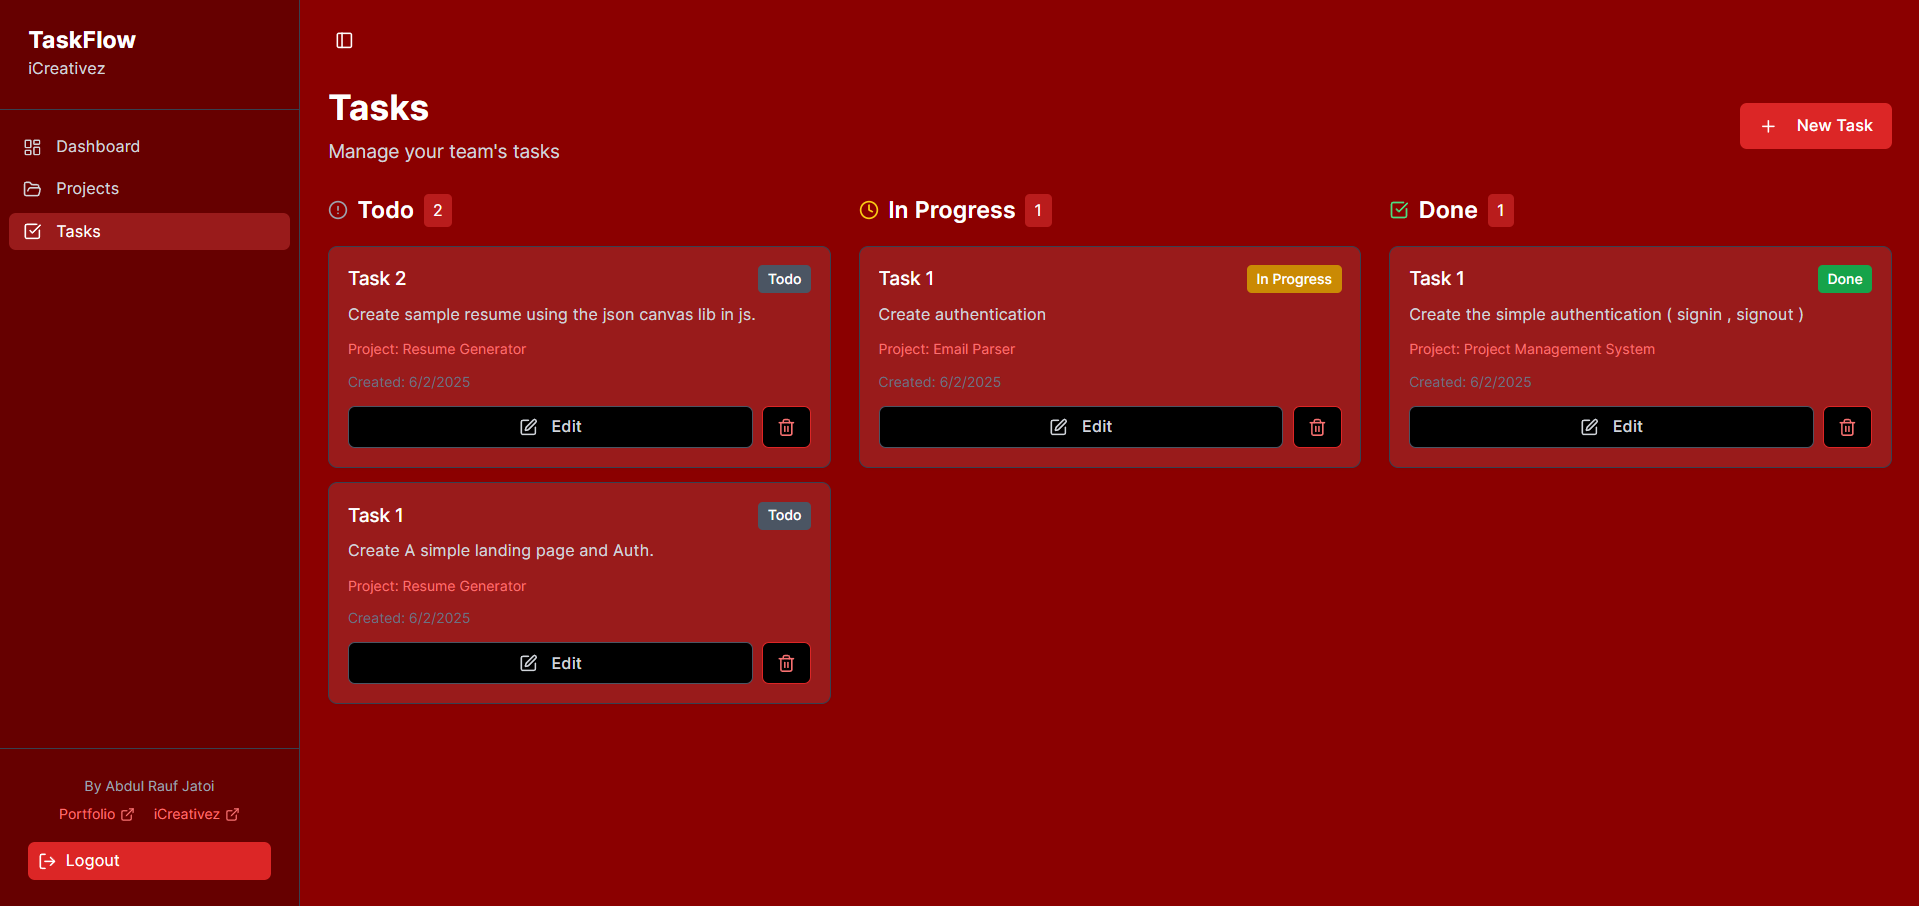 TaskFlow
iCreativez
Dashboard
Projects
Tasks
By Abdul Rauf Jatoi
Portfolio iCreativez
Logout
Tasks
Manage your team's tasks
New Task
Todo 2
Task 2 Todo
Create sample resume using the json canvas lib in js.
Project: Resume Generator
Created: 6/2/2025
Edit
Task 1 Todo
Create A simple landing page and Auth.
Project: Resume Generator
Created: 6/2/2025
Edit
In Progress 1
Task 1 In Progress
Create authentication
Project: Email Parser
Created: 6/2/2025
Edit
Done 1
Task 1 Done
Create the simple authentication ( signin , signout )
Project: Project Management System
Created: 6/2/2025
Edit